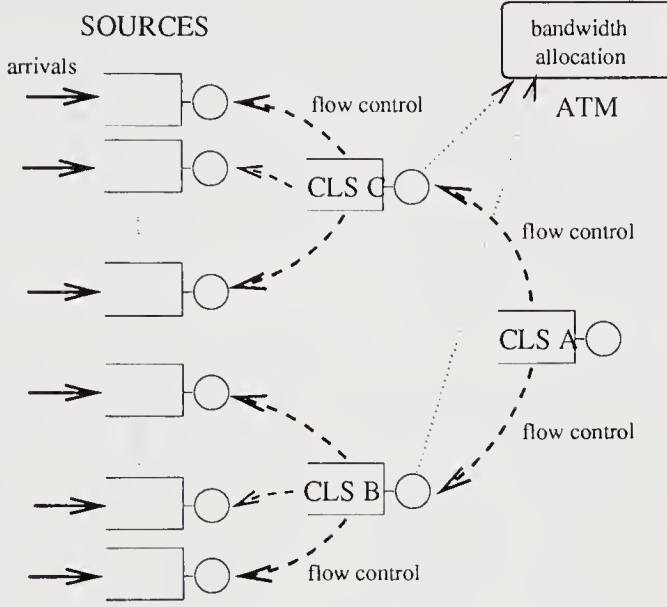 SOURCES
bandwidth
allocation
arrivals
flow control
ATM
CLS C
flow control
CLS A
flow control
CLS B
flow control